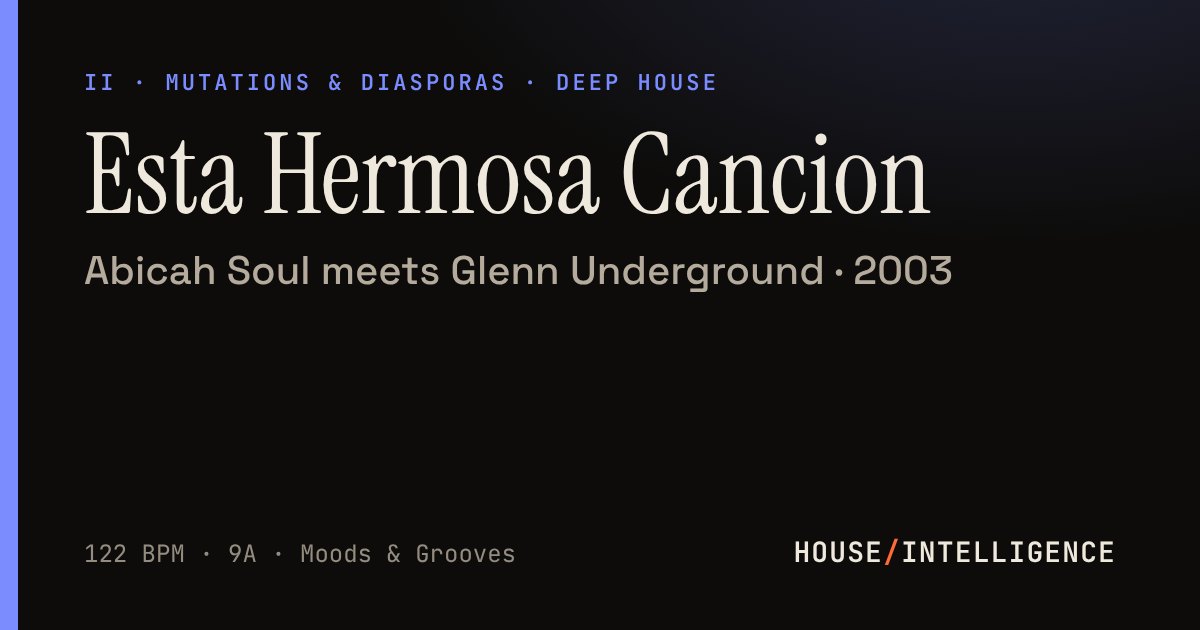 II · MUTATIONS & DIASPORAS · DEEP HOUSE
Esta Hermosa Cancion
Abicah Soul meets Glenn Underground · 2003
122 BPM · 9A · Moods & Grooves
HOUSE/INTELLIGENCE